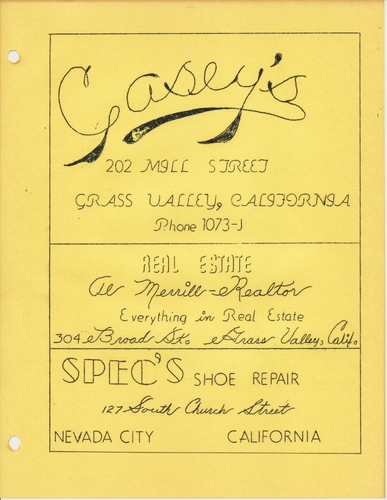 Casey's
202 MILL STREET
GRASS VALLEY, CALIFORNIA
Phone 1073-J
REAL ESTATE
Al Merrill-Realtor
Everything in Real Estate
304 Broad St. Grass Valley, Calif.
SPEC'S SHOE REPAIR
127 South Church Street
NEVADA CITY CALIFORNIA